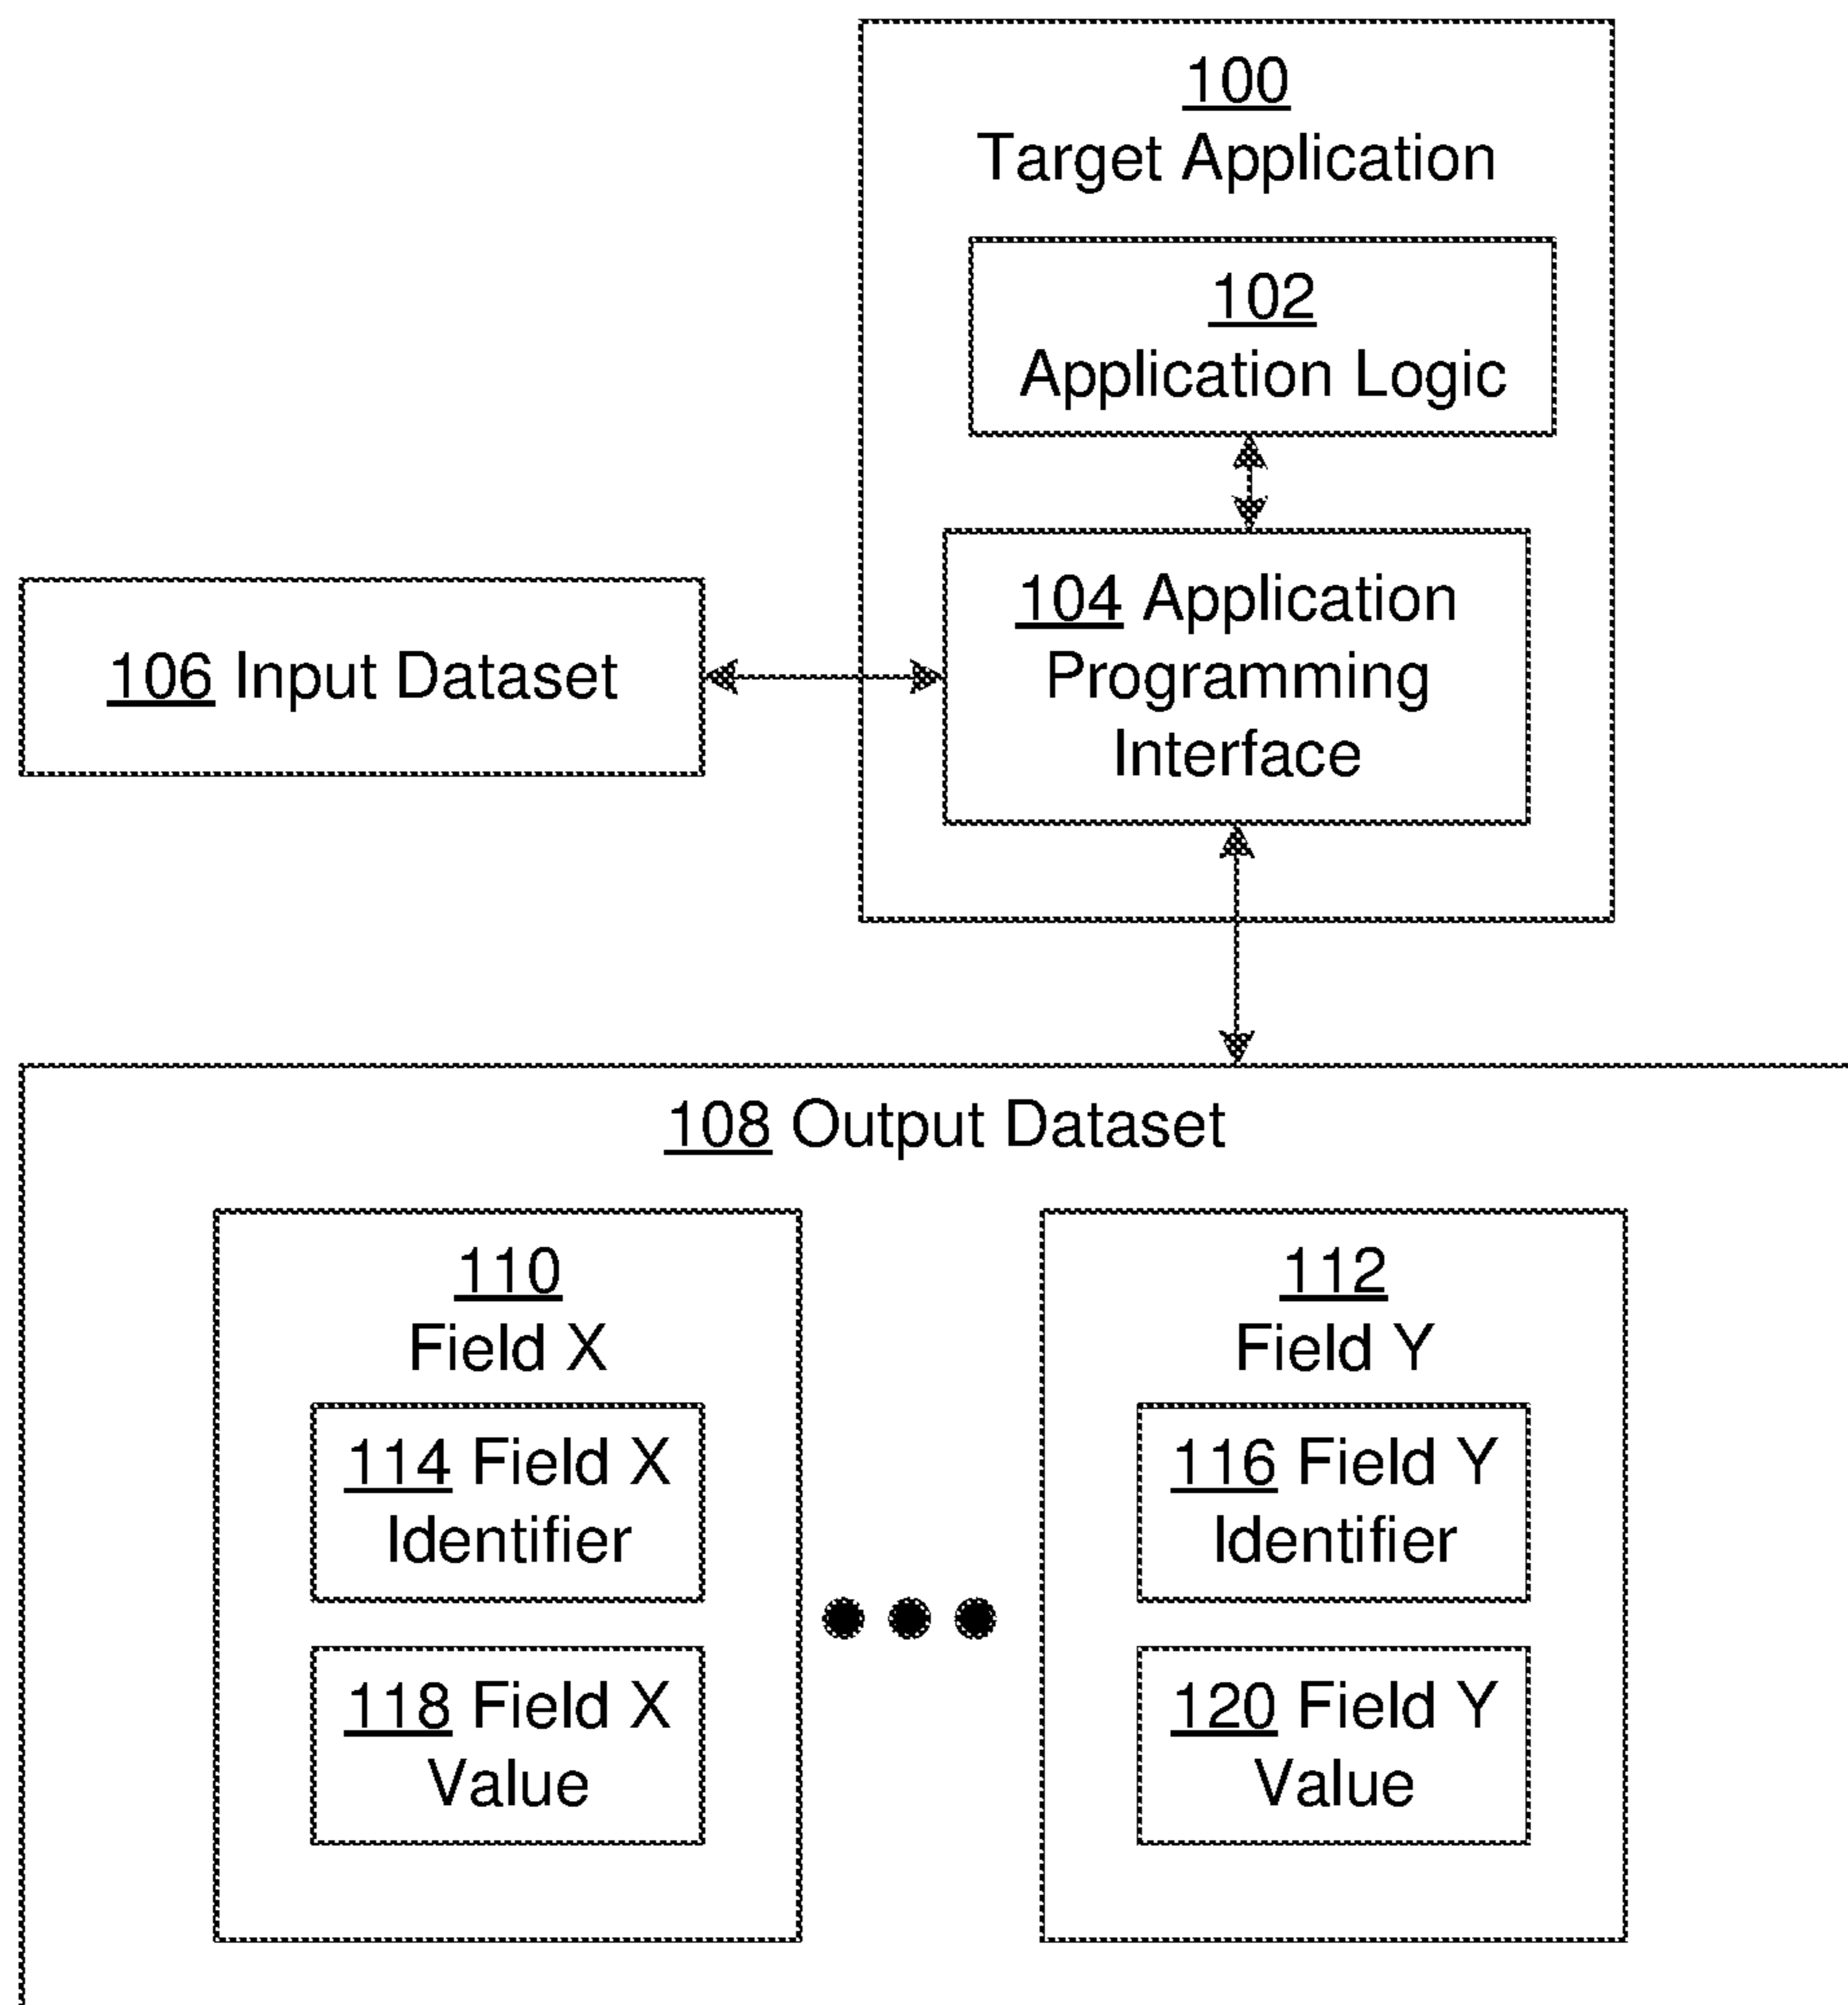 100
Target Application
102
Application Logic
104 Application
Programming
Interface
106 Input Dataset
108 Output Dataset
110
Field X
114 Field X
Identifier
118 Field X
Value
112
Field Y
116 Field Y
Identifier
120 Field Y
Value